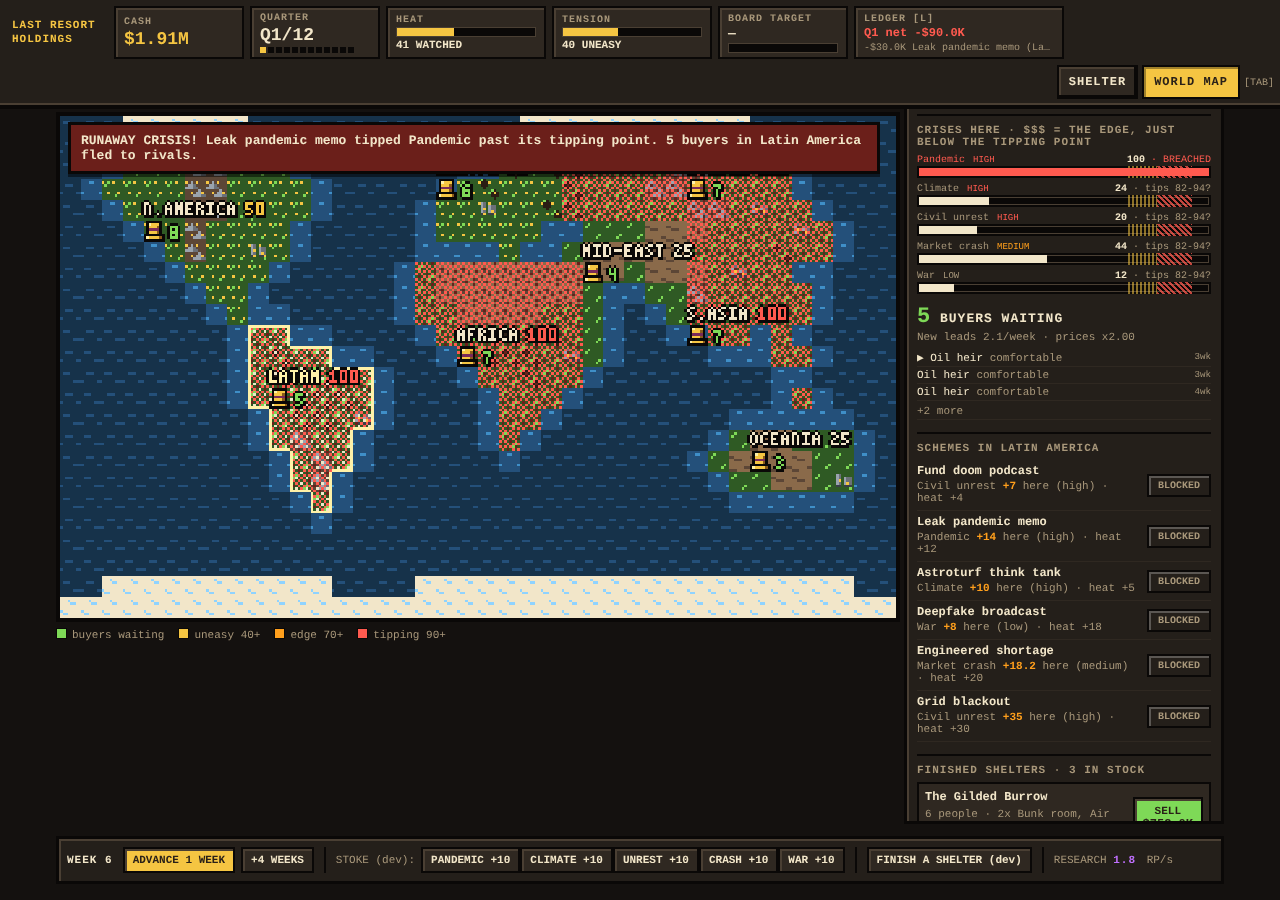 LAST RESORT
HOLDINGS
CASH
$1.91M
QUARTER
Q1/12
HEAT
41 WATCHED
TENSION
40 UNEASY
BOARD TARGET
—
LEDGER [L]
Q1 net -$90.0K
-$30.0K Leak pandemic memo (La…
SHELTER
WORLD MAP
[TAB]
RUNAWAY CRISIS! Leak pandemic memo tipped Pandemic past its tipping point. 5 buyers in Latin America
fled to rivals.
6
7
N.AMERICA 50
8
MID-EAST 25
4
S.ASIA 100
7
AFRICA 100
7
LATAM 100
5
OCEANIA 25
3
buyers waiting
uneasy 40+
edge 70+
tipping 90+
CRISES HERE · $$$ = THE EDGE, JUST
BELOW THE TIPPING POINT
Pandemic HIGH 100 · BREACHED
Climate HIGH 24 · tips 82-94?
Civil unrest HIGH 20 · tips 82-94?
Market crash MEDIUM 44 · tips 82-94?
War LOW 12 · tips 82-94?
5 BUYERS WAITING
New leads 2.1/week · prices x2.00
▶ Oil heir comfortable 3wk
Oil heir comfortable 3wk
Oil heir comfortable 4wk
+2 more
SCHEMES IN LATIN AMERICA
Fund doom podcast
Civil unrest +7 here (high) ·
heat +4
BLOCKED
Leak pandemic memo
Pandemic +14 here (high) · heat
+12
BLOCKED
Astroturf think tank
Climate +10 here (high) · heat +5
BLOCKED
Deepfake broadcast
War +8 here (low) · heat +18
BLOCKED
Engineered shortage
Market crash +18.2 here (medium)
· heat +20
BLOCKED
Grid blackout
Civil unrest +35 here (high) ·
heat +30
BLOCKED
FINISHED SHELTERS · 3 IN STOCK
The Gilded Burrow
6 people · 2x Bunk room, Air
SELL
WEEK 6
ADVANCE 1 WEEK
+4 WEEKS
STOKE (dev):
PANDEMIC +10
CLIMATE +10
UNREST +10
CRASH +10
WAR +10
FINISH A SHELTER (dev)
RESEARCH 1.8 RP/s